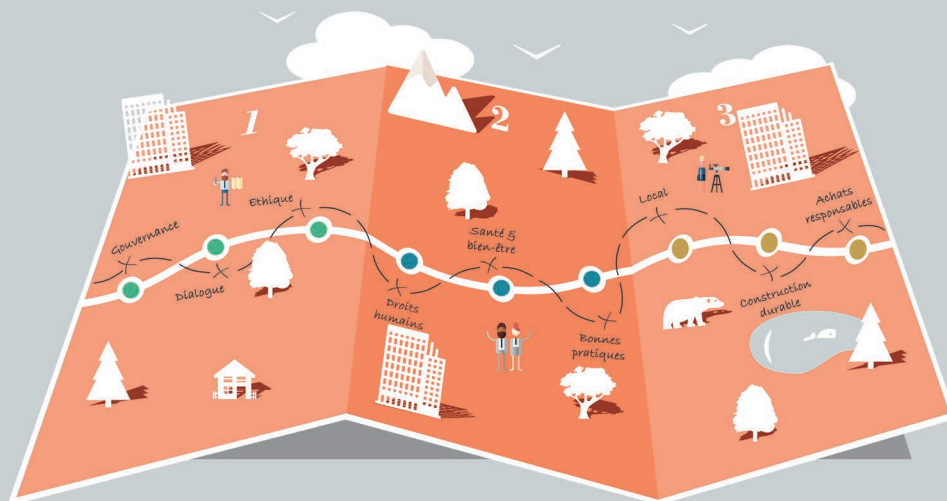 1
Gouvernance
Dialogue
Ethique
2
Droits
humains
Santé &
bien-être
Bonnes
pratiques
3
Local
Construction
durable
Achats
responsables